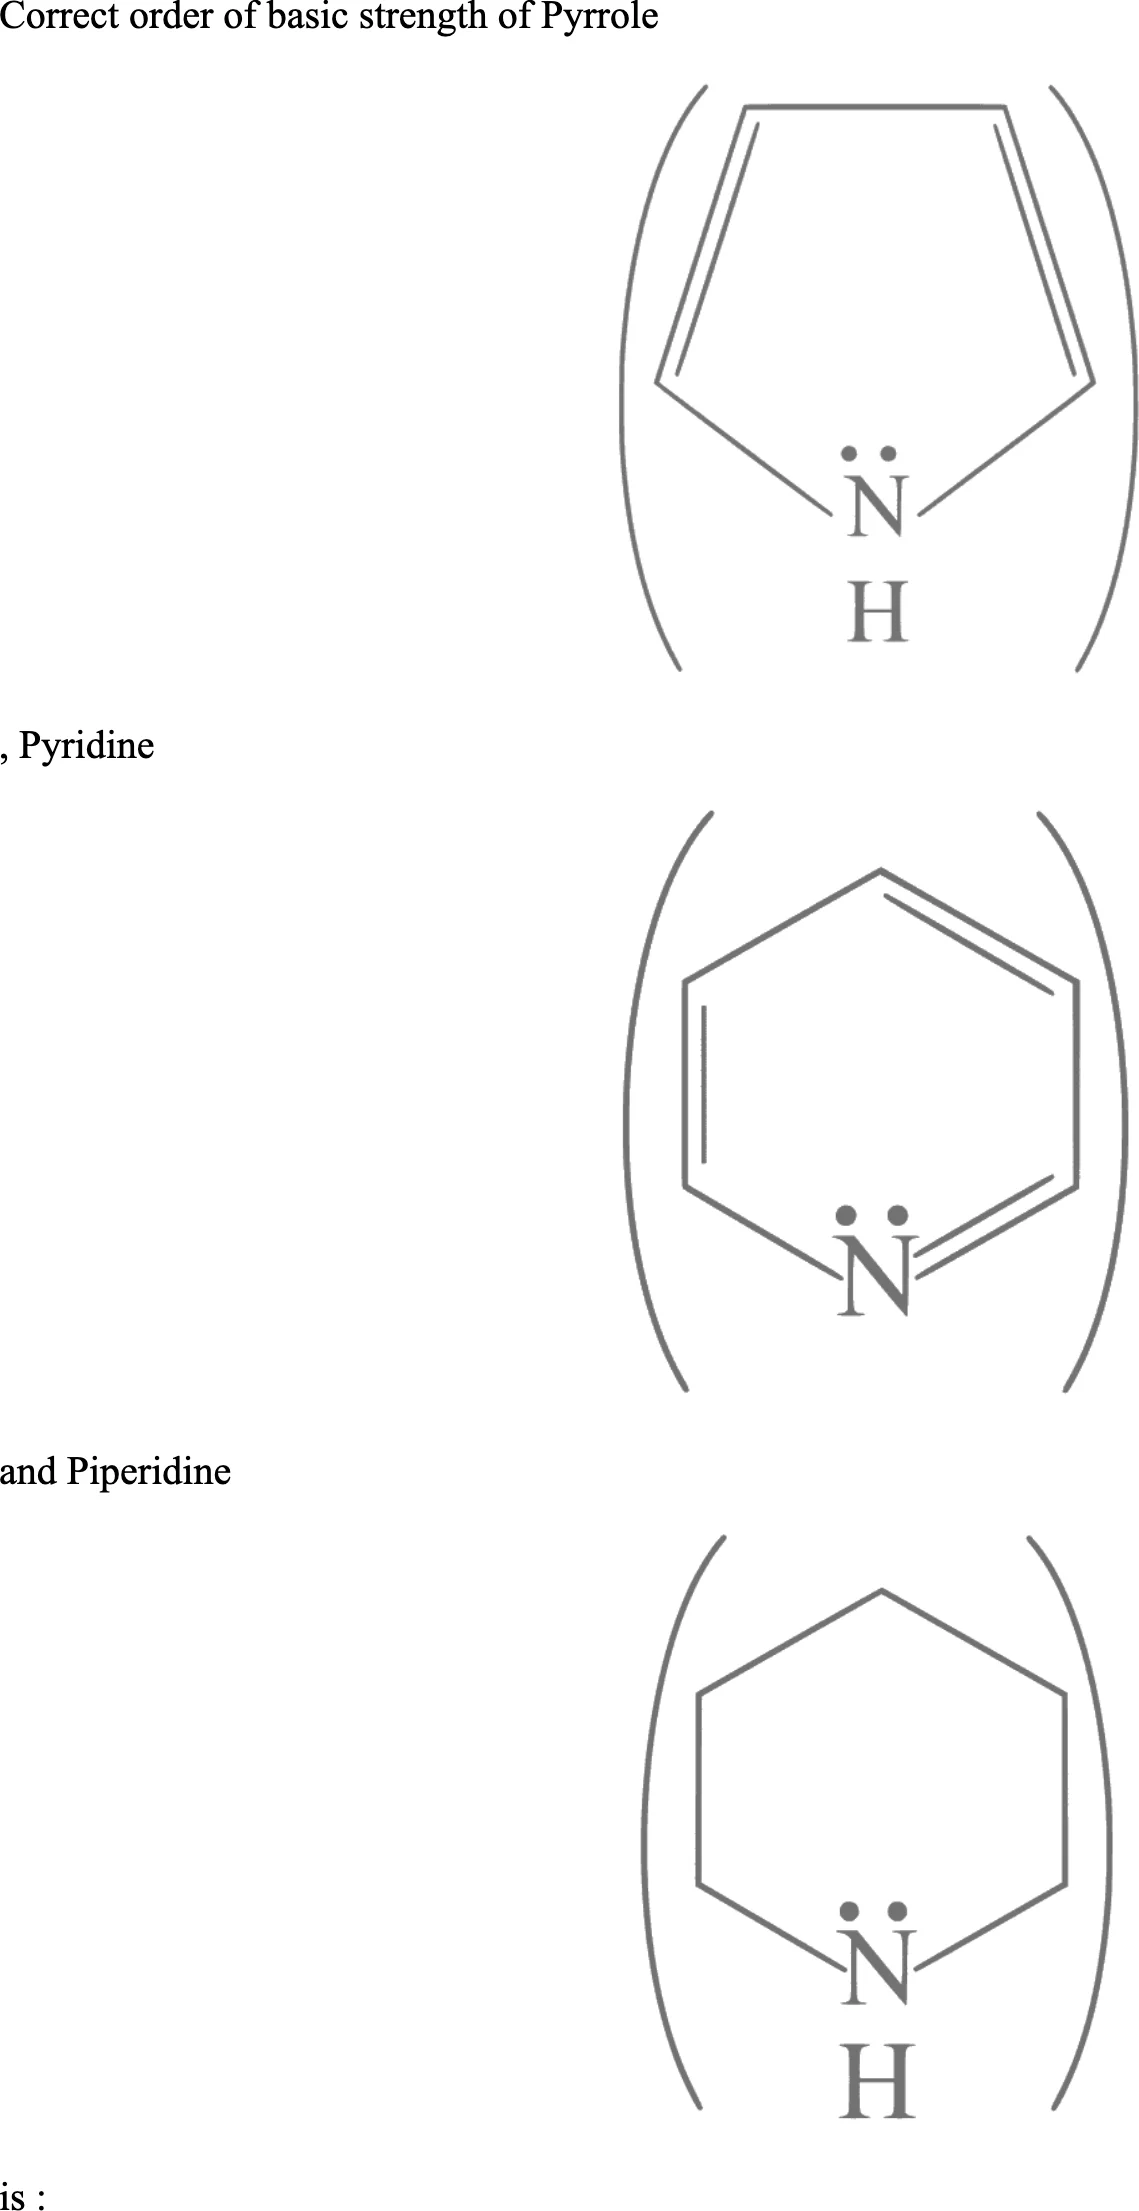 Correct order of basic strength of Pyrrole
N
H
, Pyridine
N
and Piperidine
N
H
is :